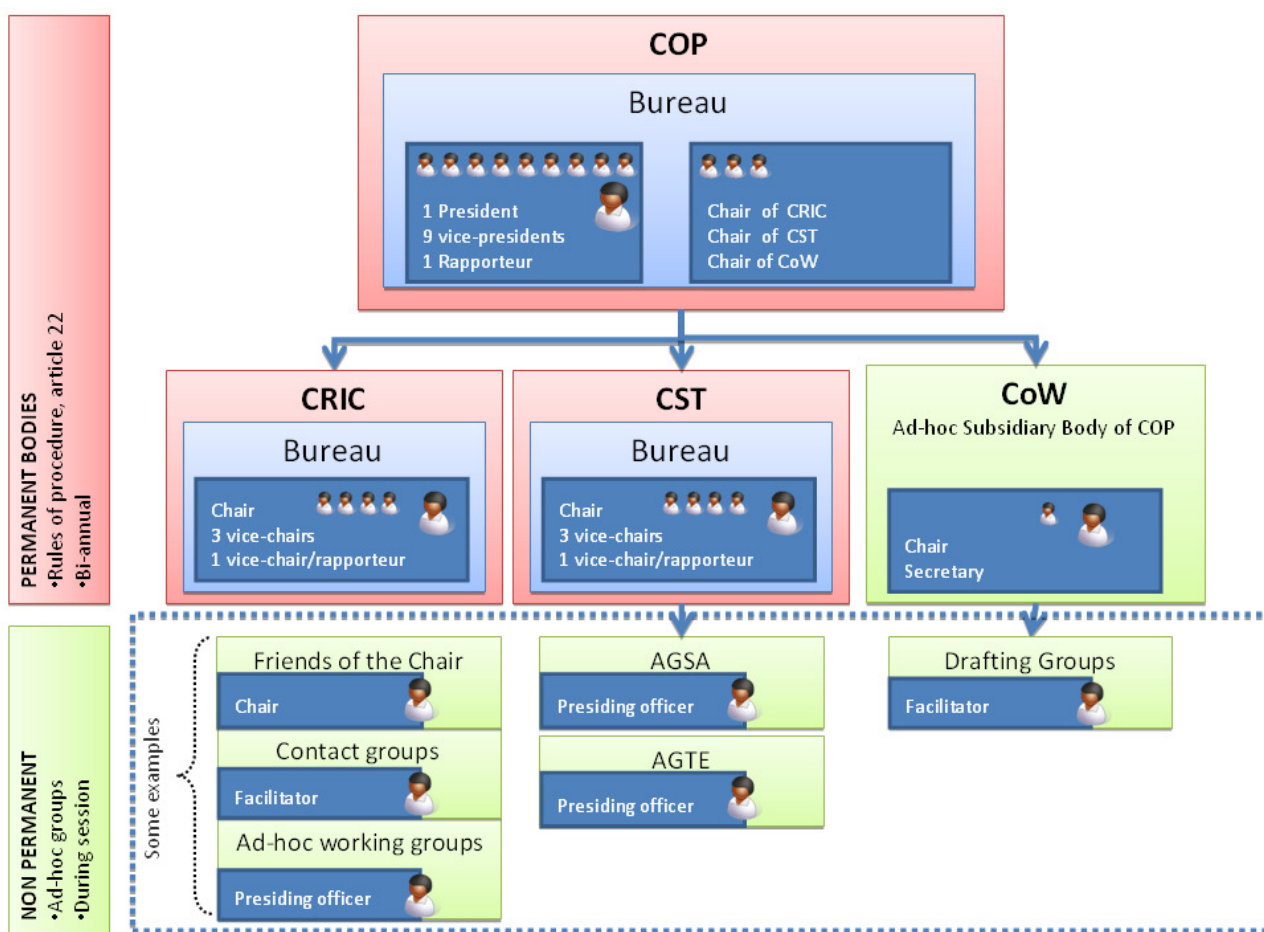 COP
Bureau
1 President
9 vice-presidents
1 Rapporteur
Chair of CRIC
Chair of CST
Chair of CoW
PERMANENT BODIES
•Rules of procedure, article 22
•Bi-annual
CRIC
Bureau
Chair
3 vice-chairs
1 vice-chair/rapporteur
CST
Bureau
Chair
3 vice-chairs
1 vice-chair/rapporteur
CoW
Ad-hoc Subsidiary Body of COP
Chair
Secretary
NON PERMANENT
•Ad-hoc groups
•During session
Some examples
Friends of the Chair
Chair
Contact groups
Facilitator
Ad-hoc working groups
Presiding officer
AGSA
Presiding officer
AGTE
Presiding officer
Drafting Groups
Facilitator